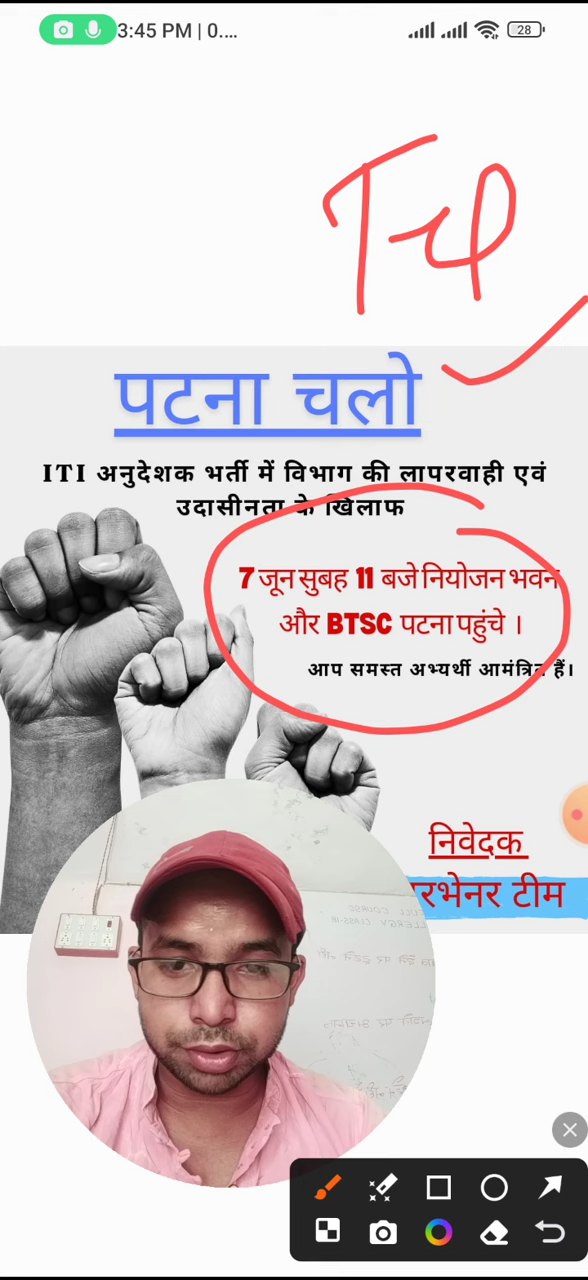 3:45 PM | 0....
28
पटना चलो
ITI अनुदेशक भर्ती में विभाग की लापरवाही एवं
उदासीनता के खिलाफ
7 जून सुबह 11 बजे नियोजन भवन
और BTSC पटना पहुंचे ।
आप समस्त अभ्यर्थी आमंत्रित हैं।
निवेदक
टीम